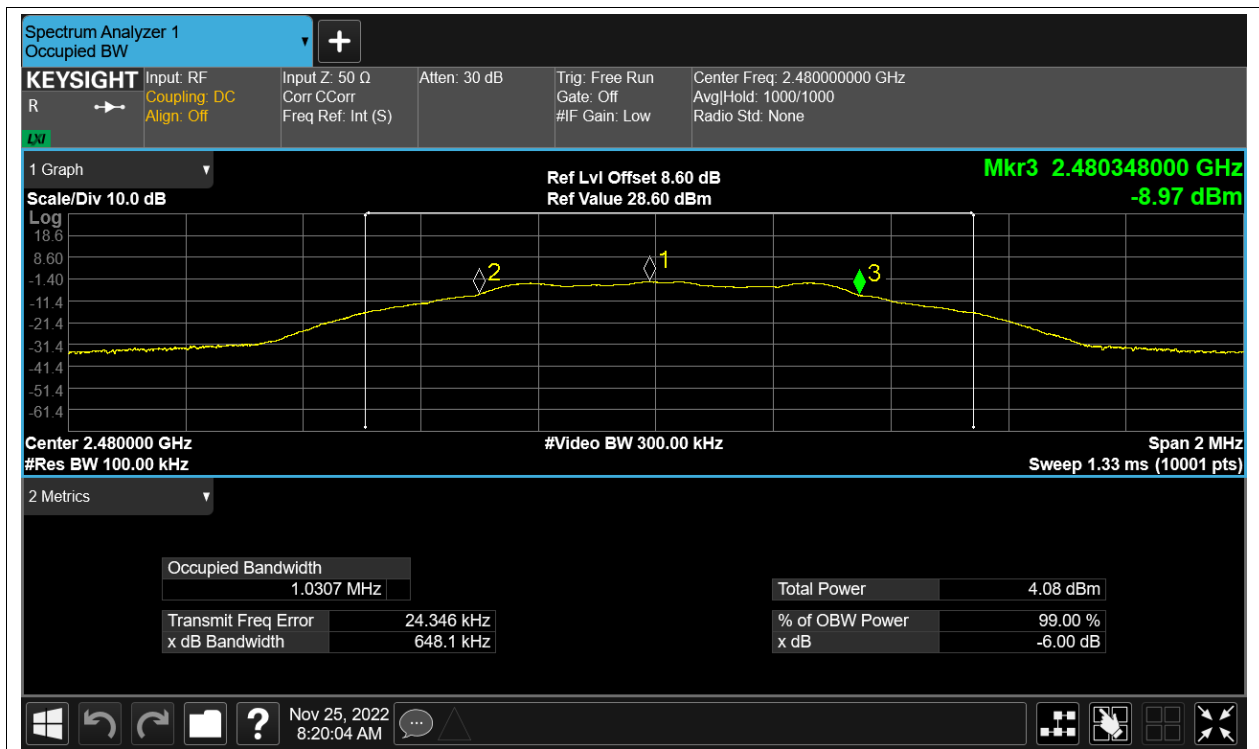 Spectrum Analyzer 1
Occupied BW
+
KEYSIGHT
R
LXI
Input: RF
Coupling: DC
Align: Off
Input Z: 50 Ω
Corr CCorr
Freq Ref: Int (S)
Atten: 30 dB
Trig: Free Run
Gate: Off
#IF Gain: Low
Center Freq: 2.480000000 GHz
Avg|Hold: 1000/1000
Radio Std: None
1 Graph
Scale/Div 10.0 dB
Ref Lvl Offset 8.60 dB
Ref Value 28.60 dBm
Mkr3 2.480348000 GHz
-8.97 dBm
Log
18.6
8.60
-1.40
-11.4
-21.4
-31.4
-41.4
-51.4
-61.4
2
1
3
Center 2.480000 GHz
#Res BW 100.00 kHz
#Video BW 300.00 kHz
Span 2 MHz
Sweep 1.33 ms (10001 pts)
2 Metrics
Occupied Bandwidth
1.0307 MHz
Transmit Freq Error 24.346 kHz
x dB Bandwidth 648.1 kHz
Total Power 4.08 dBm
% of OBW Power 99.00 %
x dB -6.00 dB
?
Nov 25, 2022
8:20:04 AM